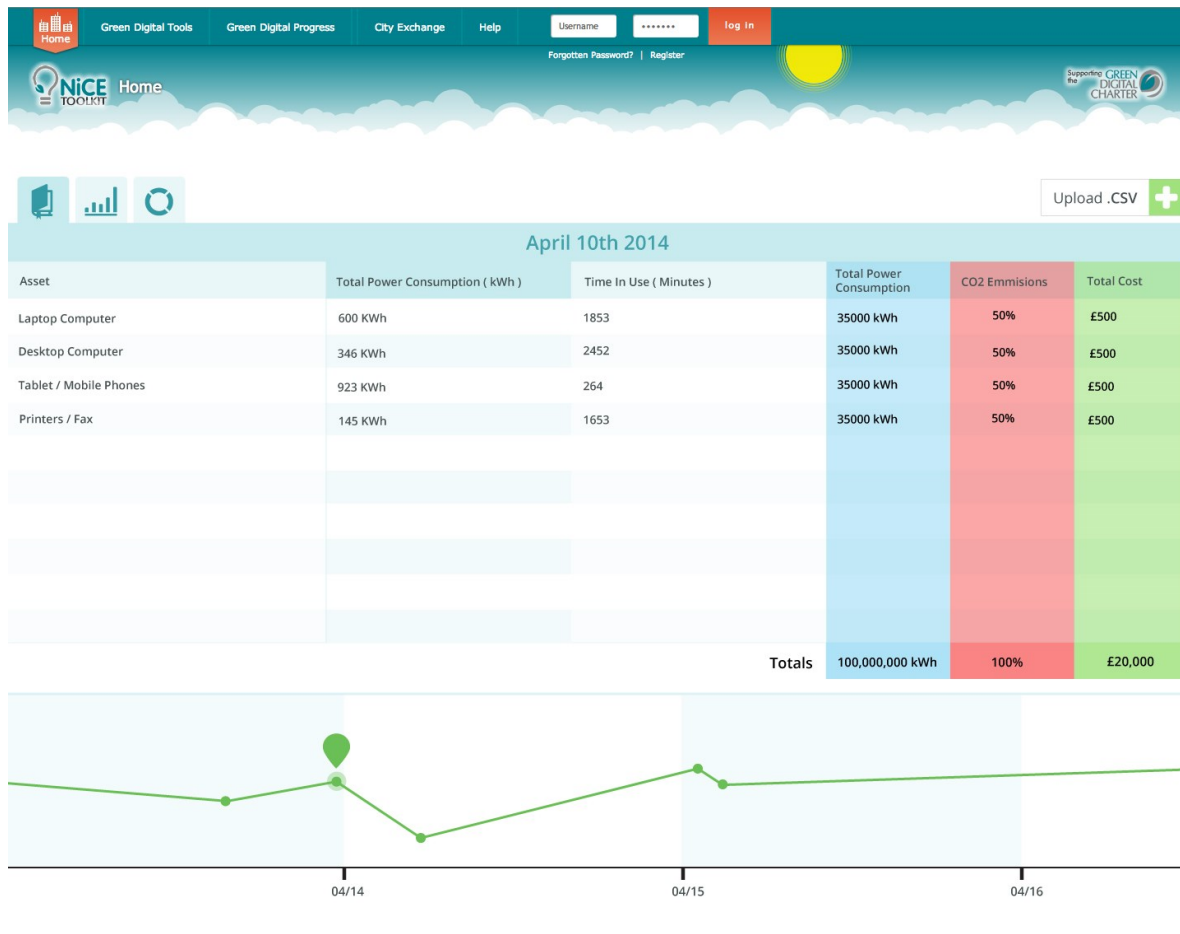 Home
Green Digital Tools
Green Digital Progress
City Exchange
Help
Username
•••••••
log in
Forgotten Password? | Register
NiCE
TOOLKIT
Home
Supporting the GREEN
DIGITAL
CHARTER
Upload .CSV
April 10th 2014
Asset Total Power Consumption ( kWh ) Time In Use ( Minutes ) Total Power Consumption CO2 Emmisions Total Cost
Laptop Computer 600 KWh 1853 35000 kWh 50% £500
Desktop Computer 346 KWh 2452 35000 kWh 50% £500
Tablet / Mobile Phones 923 KWh 264 35000 kWh 50% £500
Printers / Fax 145 KWh 1653 35000 kWh 50% £500
Totals 100,000,000 kWh 100% £20,000
04/14 04/15 04/16